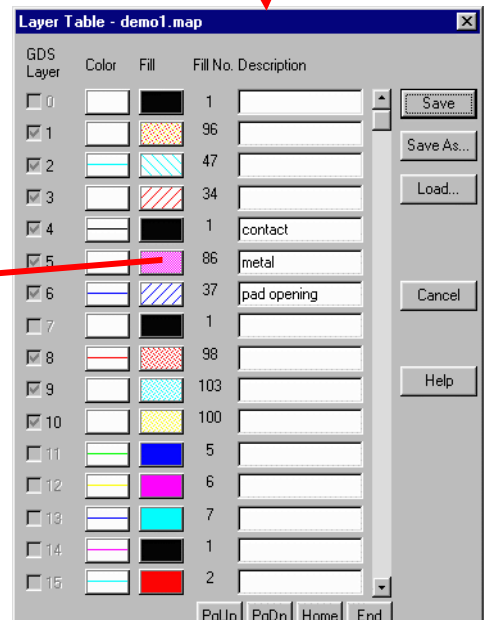 Layer Table - demo1.map
GDS
Layer Color Fill Fill No. Description
0 1
1 96
2 47
3 34
4 1 contact
5 86 metal
6 37 pad opening
7 1
8 98
9 103
10 100
11 5
12 6
13 7
14 1
15 2
Save
Save As...
Load...
Cancel
Help
PgUp PgDn Home End